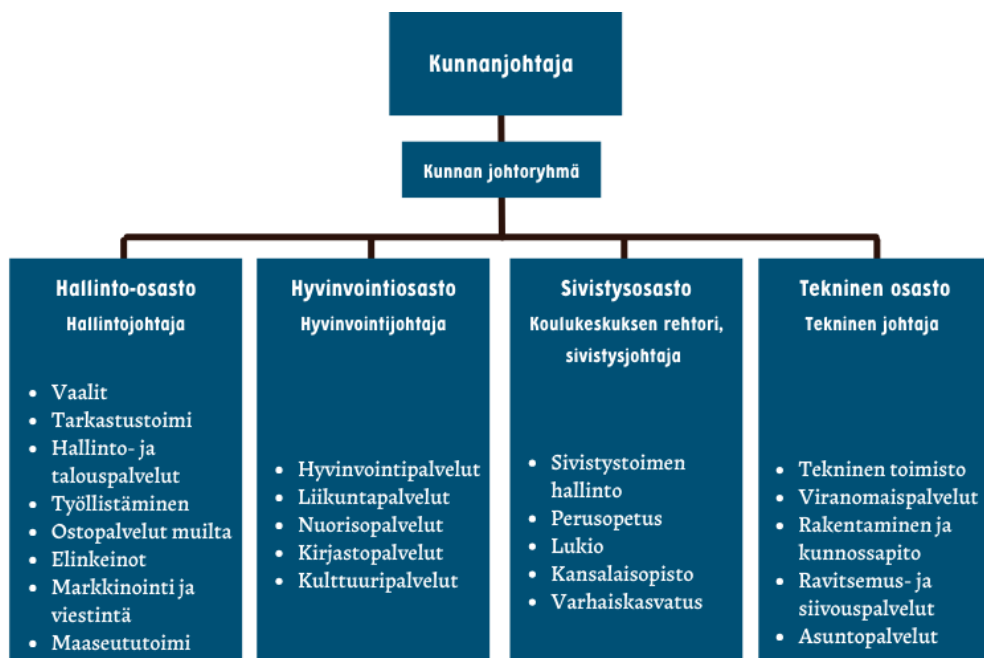 Kunnanjohtaja
Kunnan johtoryhmä
Hallinto-osasto
Hallintojohtaja
• Vaalit
• Tarkastustoimi
• Hallinto- ja
talouspalvelut
• Työllistäminen
• Ostopalvelut muilta
• Elinkeinot
• Markkinointi ja
viestintä
• Maaseututoimi
Hyvinvointiosasto
Hyvinvointijohtaja
• Hyvinvointipalvelut
• Liikuntapalvelut
• Nuorisopalvelut
• Kirjastopalvelut
• Kulttuuripalvelut
Sivistysosasto
Koulukeskuksen rehtori,
sivistysjohtaja
• Sivistystoimen
hallinto
• Perusopetus
• Lukio
• Kansalaisopisto
• Varhaiskasvatus
Tekninen osasto
Tekninen johtaja
• Tekninen toimisto
• Viranomaispalvelut
• Rakentaminen ja
kunnossapito
• Ravitsemus- ja
siivouspalvelut
• Asuntopalvelut